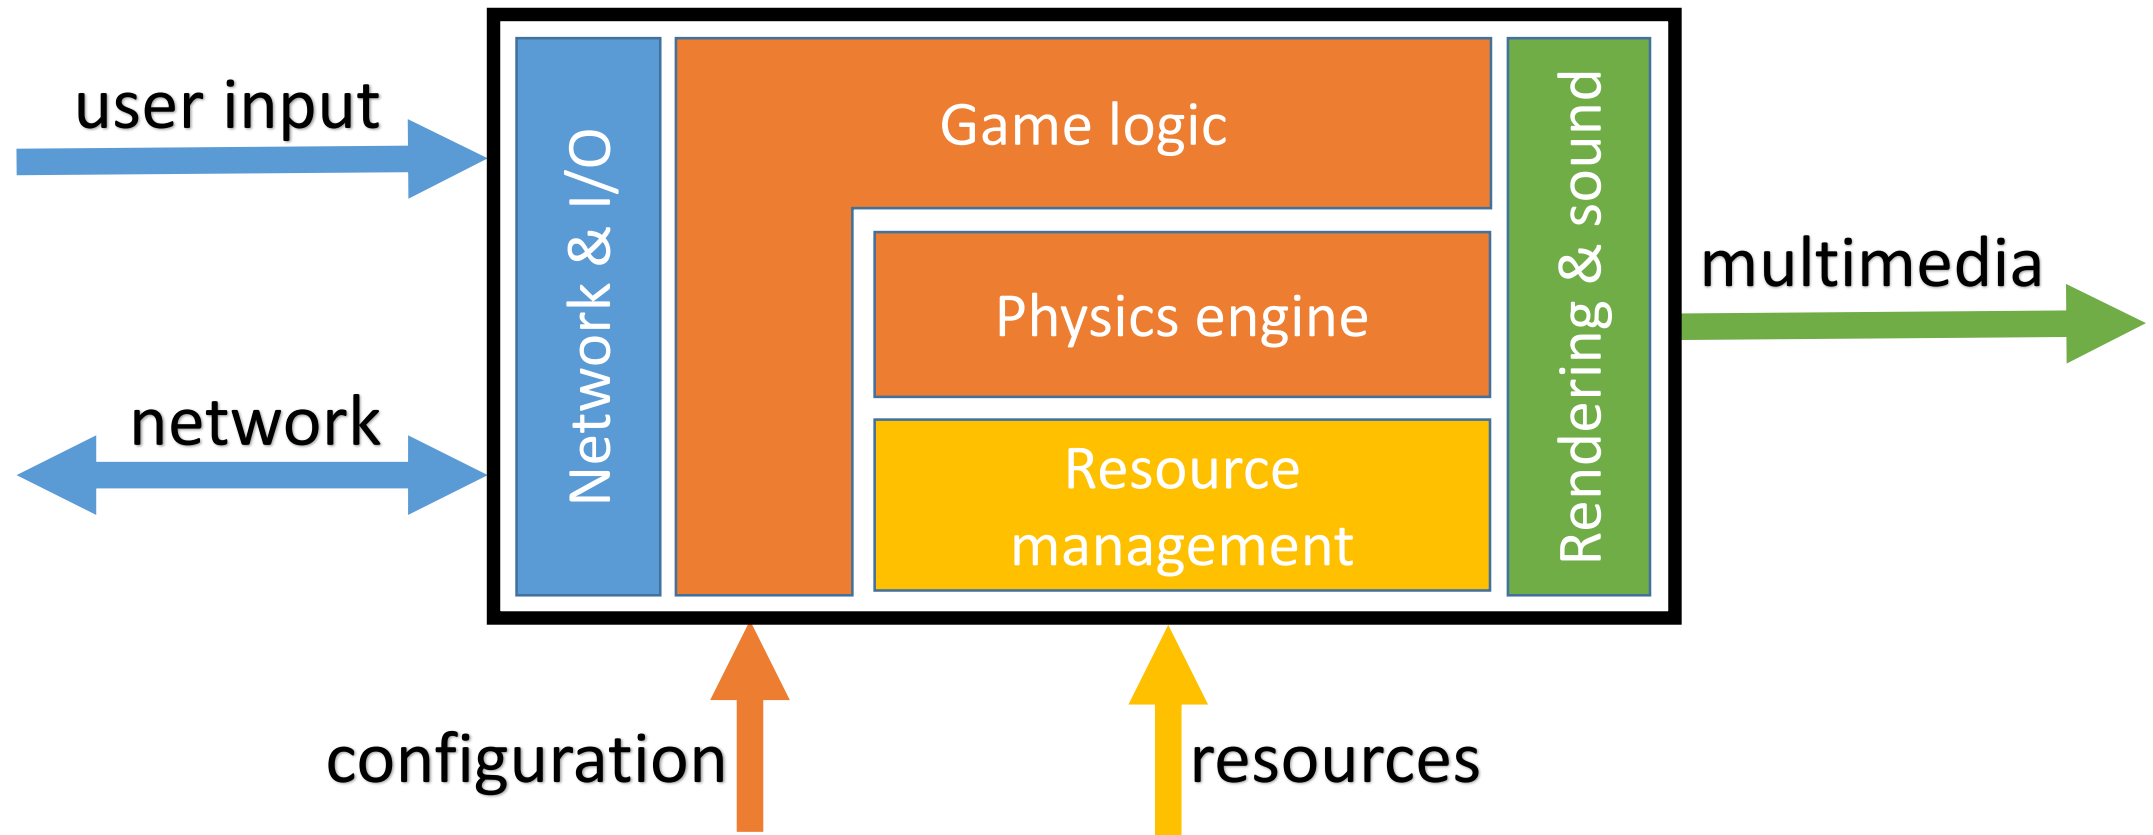 user input
network
Network & I/O
Game logic
Physics engine
Resource
management
Rendering & sound
multimedia
configuration
resources